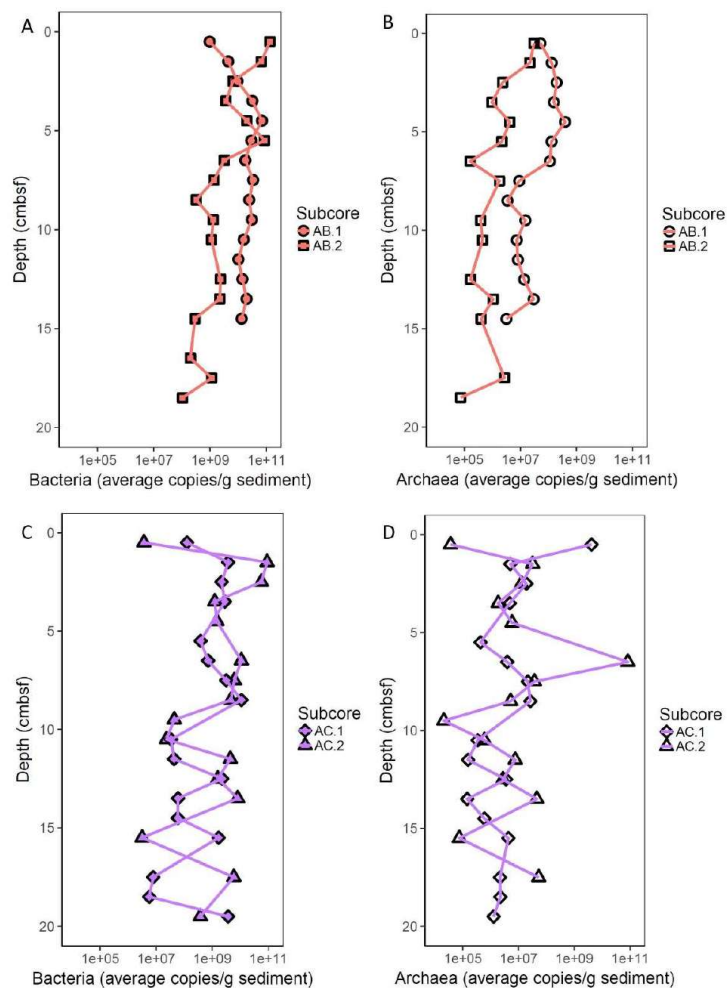 A
0
5
10
15
20
Depth (cmbsf)
1e+05 1e+07 1e+09 1e+11
Bacteria (average copies/g sediment)
Subcore
AB.1
AB.2
B
0
5
10
15
20
Depth (cmbsf)
1e+05 1e+07 1e+09 1e+11
Archaea (average copies/g sediment)
Subcore
AB.1
AB.2
C
0
5
10
15
20
Depth (cmbsf)
1e+05 1e+07 1e+09 1e+11
Bacteria (average copies/g sediment)
Subcore
AC.1
AC.2
D
0
5
10
15
20
Depth (cmbsf)
1e+05 1e+07 1e+09 1e+11
Archaea (average copies/g sediment)
Subcore
AC.1
AC.2